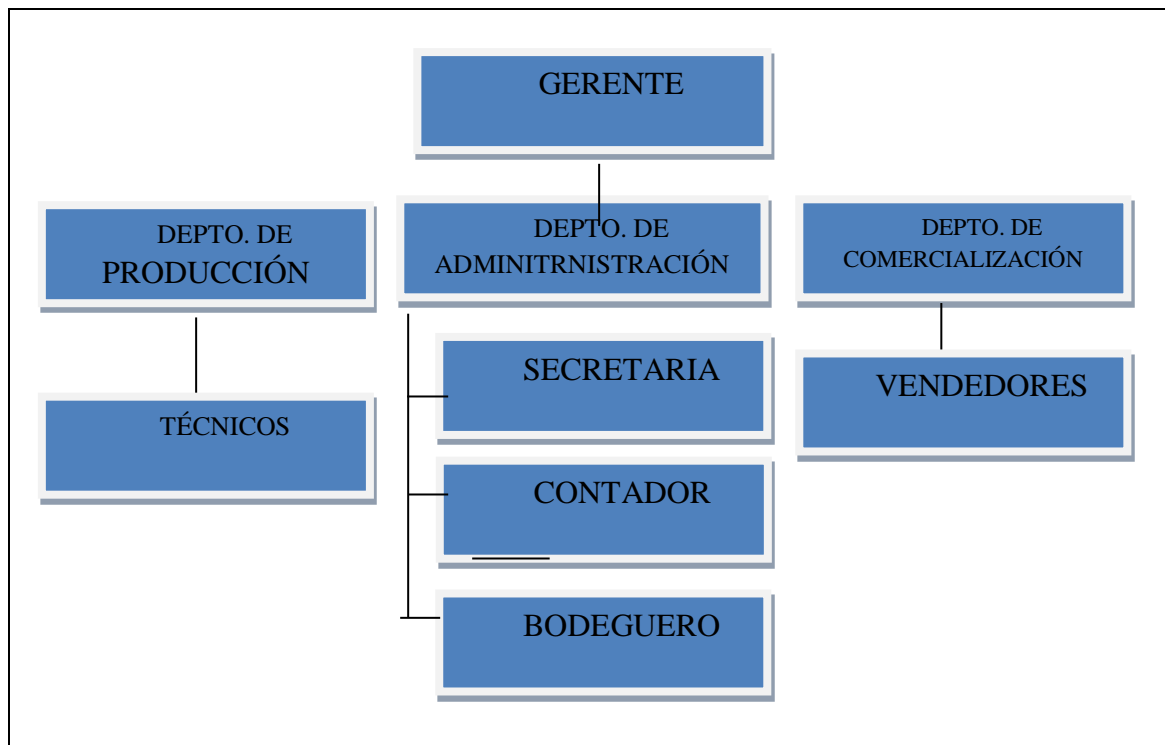 GERENTE
DEPTO. DE
PRODUCCIÓN
TÉCNICOS
DEPTO. DE
ADMINITRNISTRACIÓN
SECRETARIA
CONTADOR
BODEGUERO
DEPTO. DE
COMERCIALIZACIÓN
VENDEDORES